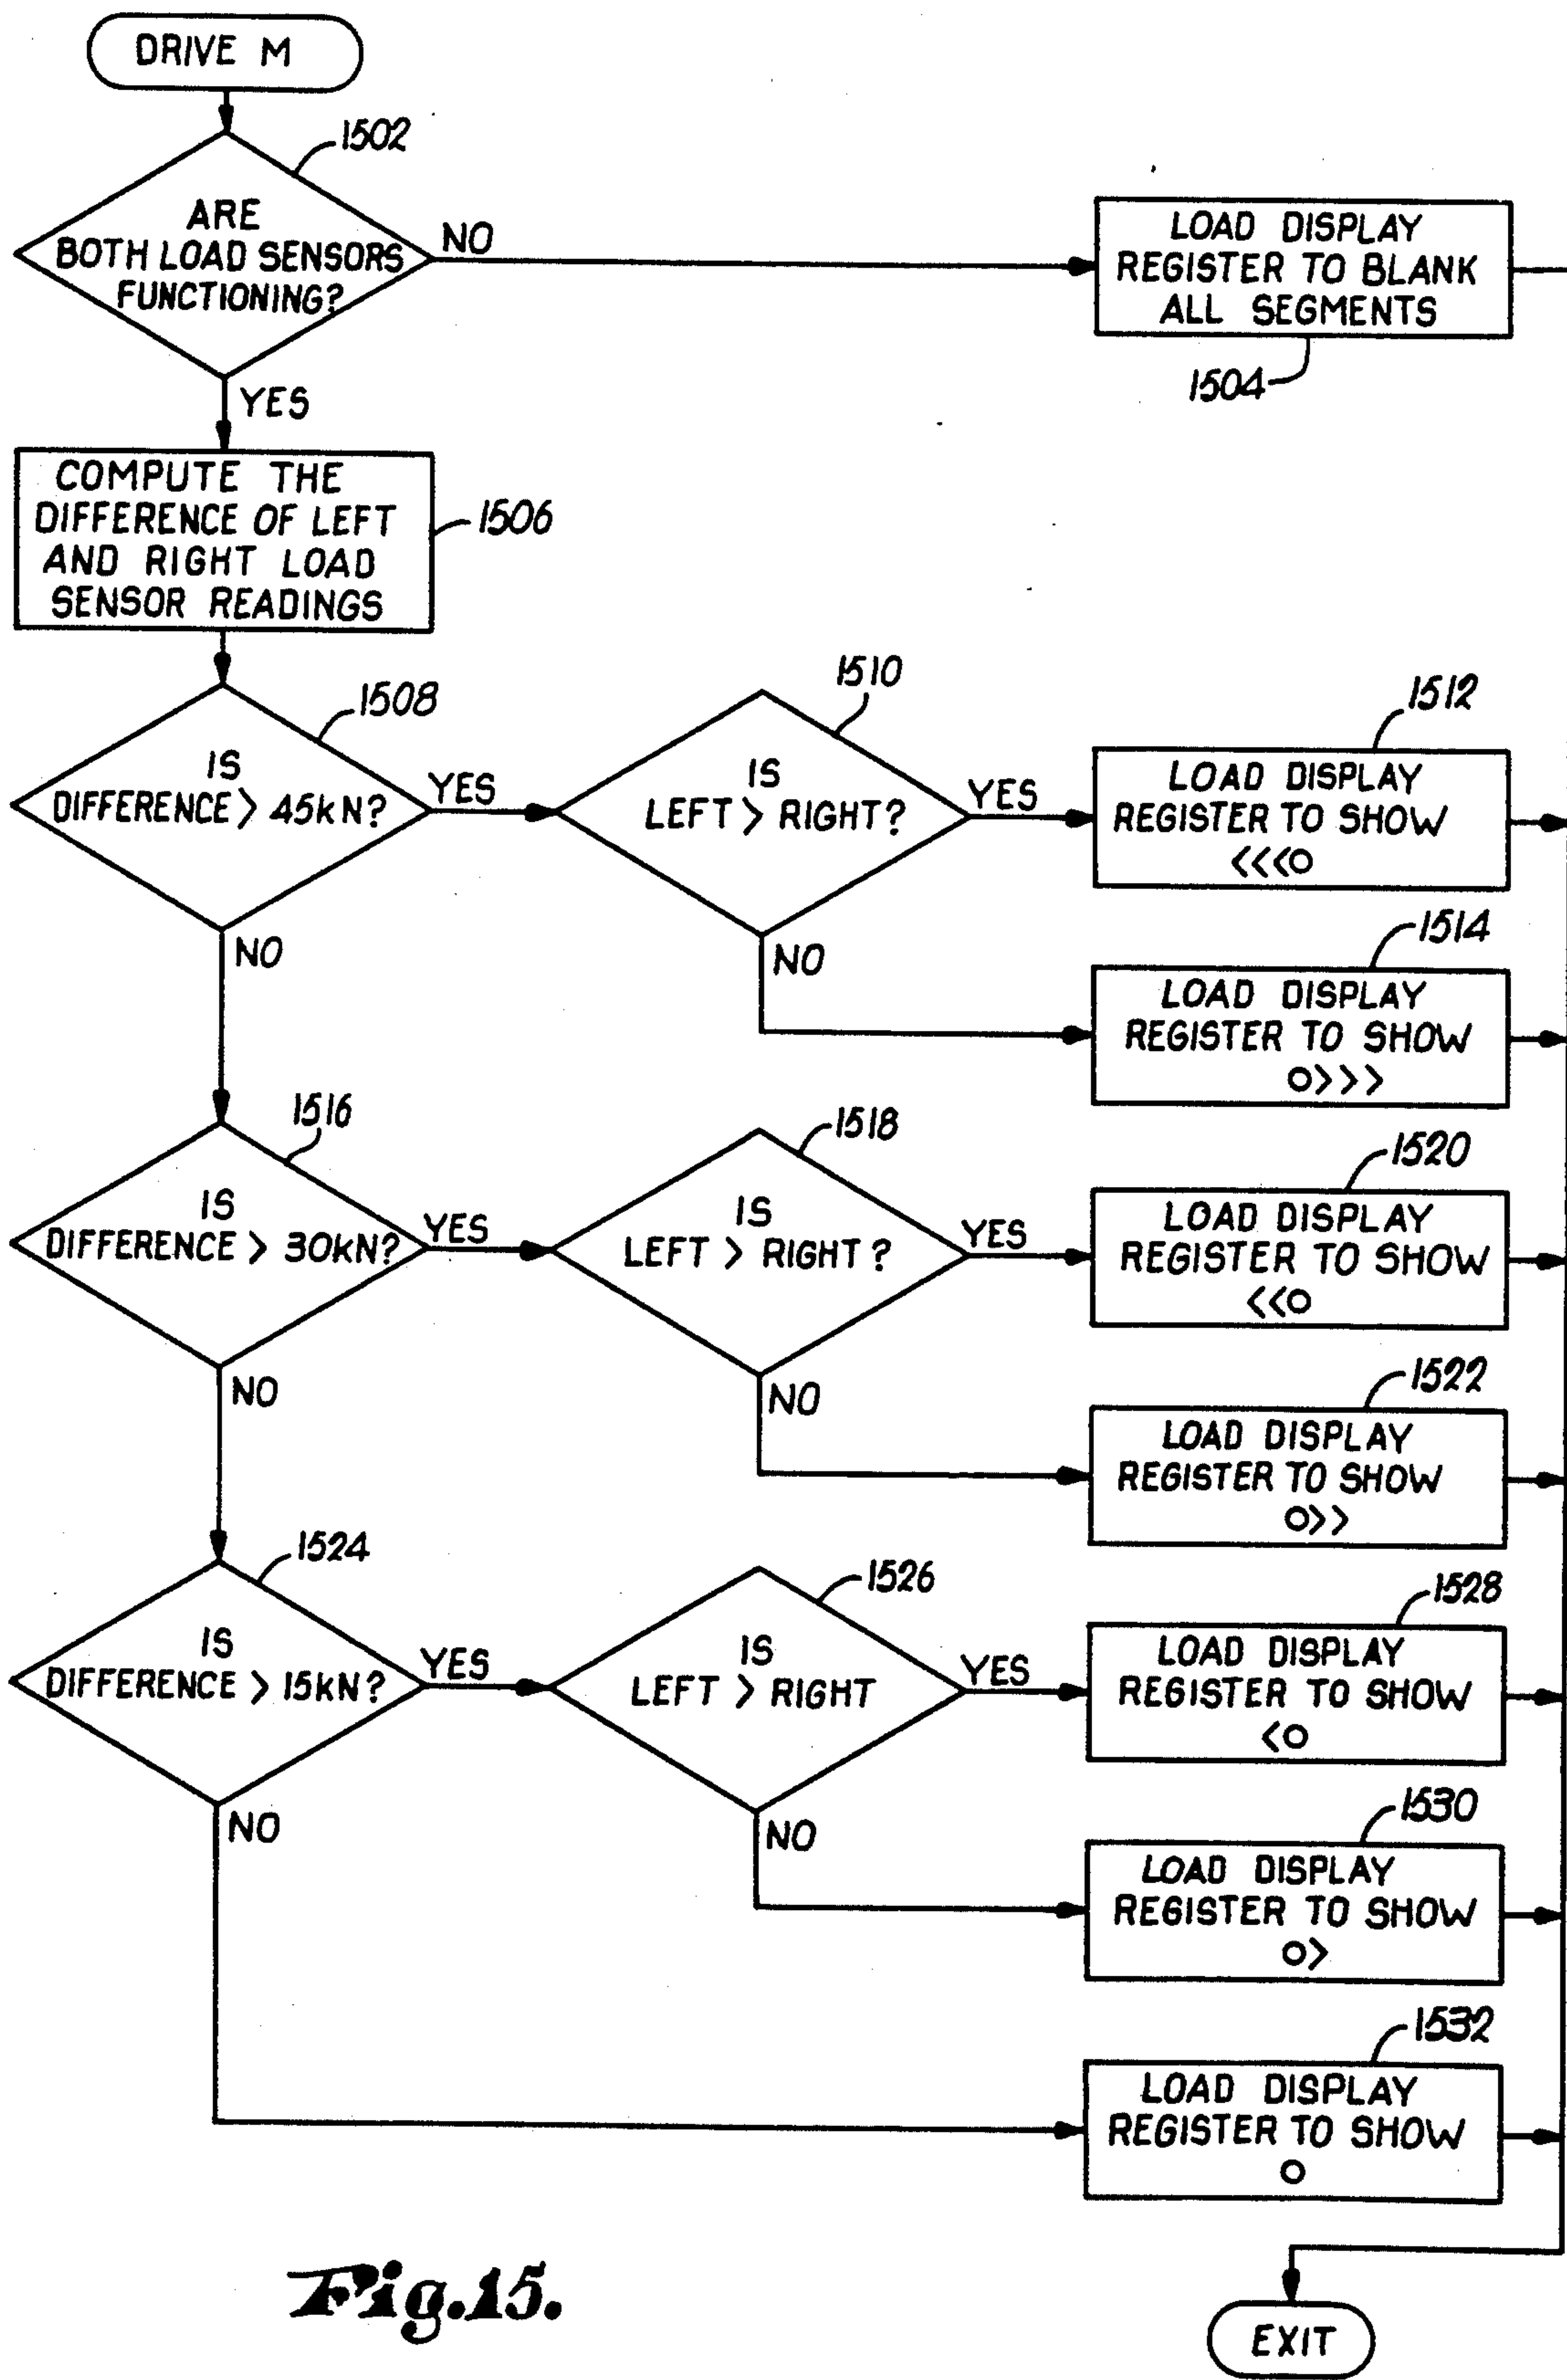 DRIVE M
1502
ARE
BOTH LOAD SENSORS
FUNCTIONING?
NO
LOAD DISPLAY
REGISTER TO BLANK
ALL SEGMENTS
1504
YES
COMPUTE THE
DIFFERENCE OF LEFT
AND RIGHT LOAD
SENSOR READINGS
1506
1508
IS
DIFFERENCE > 45kN?
YES
1510
IS
LEFT > RIGHT?
YES
1512
LOAD DISPLAY
REGISTER TO SHOW
<<<O
NO
NO
1514
LOAD DISPLAY
REGISTER TO SHOW
O>>>
1516
IS
DIFFERENCE > 30kN?
YES
1518
IS
LEFT > RIGHT ?
YES
1520
LOAD DISPLAY
REGISTER TO SHOW
<<O
NO
NO
1522
LOAD DISPLAY
REGISTER TO SHOW
O>>
1524
IS
DIFFERENCE > 15kN?
YES
1526
IS
LEFT > RIGHT
YES
1528
LOAD DISPLAY
REGISTER TO SHOW
<O
NO
NO
1530
LOAD DISPLAY
REGISTER TO SHOW
O>
1532
LOAD DISPLAY
REGISTER TO SHOW
O
Fig.15.
EXIT